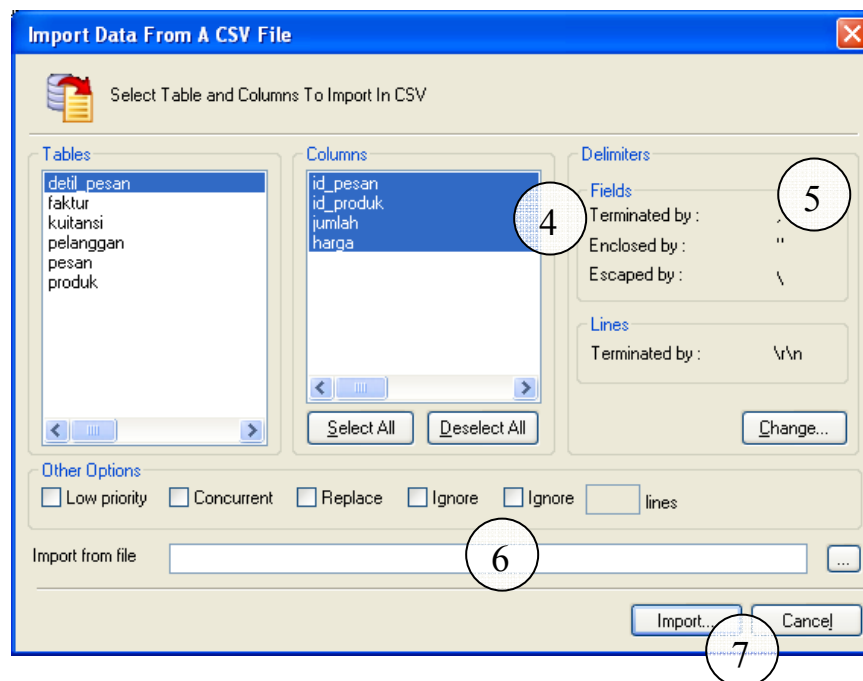 Import Data From A CSV File
Select Table and Columns To Import In CSV
Tables
detil_pesan
faktur
kuitansi
pelanggan
pesan
produk
Columns
id_pesan
id_produk
jumlah
harga
Select All Deselect All
4
Delimiters
5
Fields
Terminated by : ,
Enclosed by : "
Escaped by : \
Lines
Terminated by : \r\n
Change...
Other Options
Low priority Concurrent Replace Ignore Ignore lines
Import from file 6 ...
Import... Cancel
7